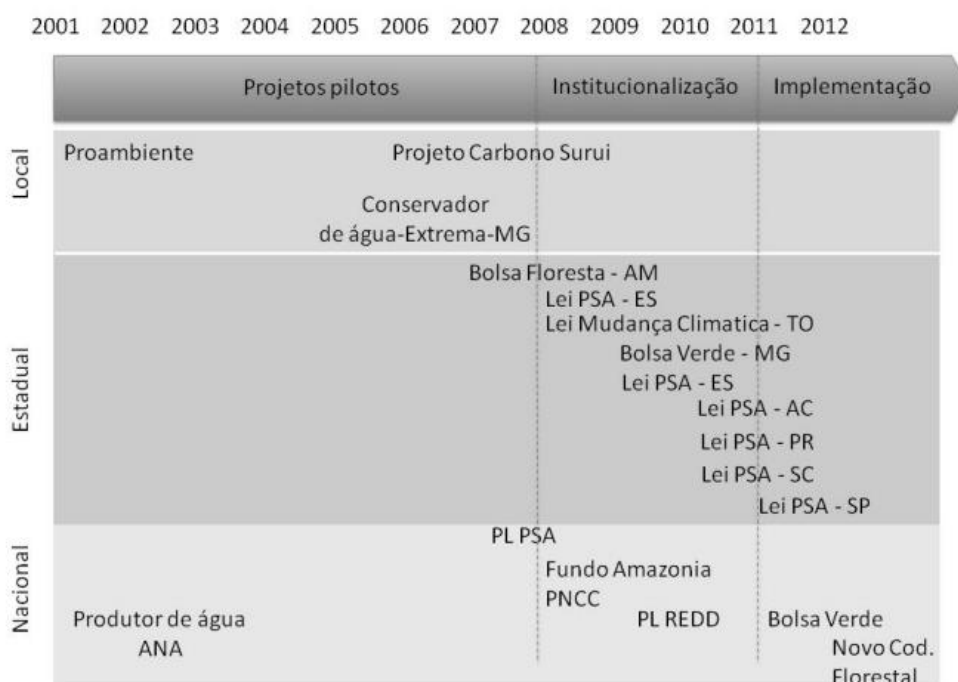 2001 2002 2003 2004 2005 2006 2007 2008 2009 2010 2011 2012
Projetos pilotos Institucionalização Implementação
Local
Proambiente Projeto Carbono Surui
Conservador
de água-Extrema-MG
Estadual
Bolsa Floresta - AM
Lei PSA - ES
Lei Mudança Climatica - TO
Bolsa Verde - MG
Lei PSA - ES
Lei PSA - AC
Lei PSA - PR
Lei PSA - SC
Lei PSA - SP
Nacional
PL PSA
Fundo Amazonia
PNCC
Produtor de água PL REDD Bolsa Verde
ANA Novo Cod.
Florestal